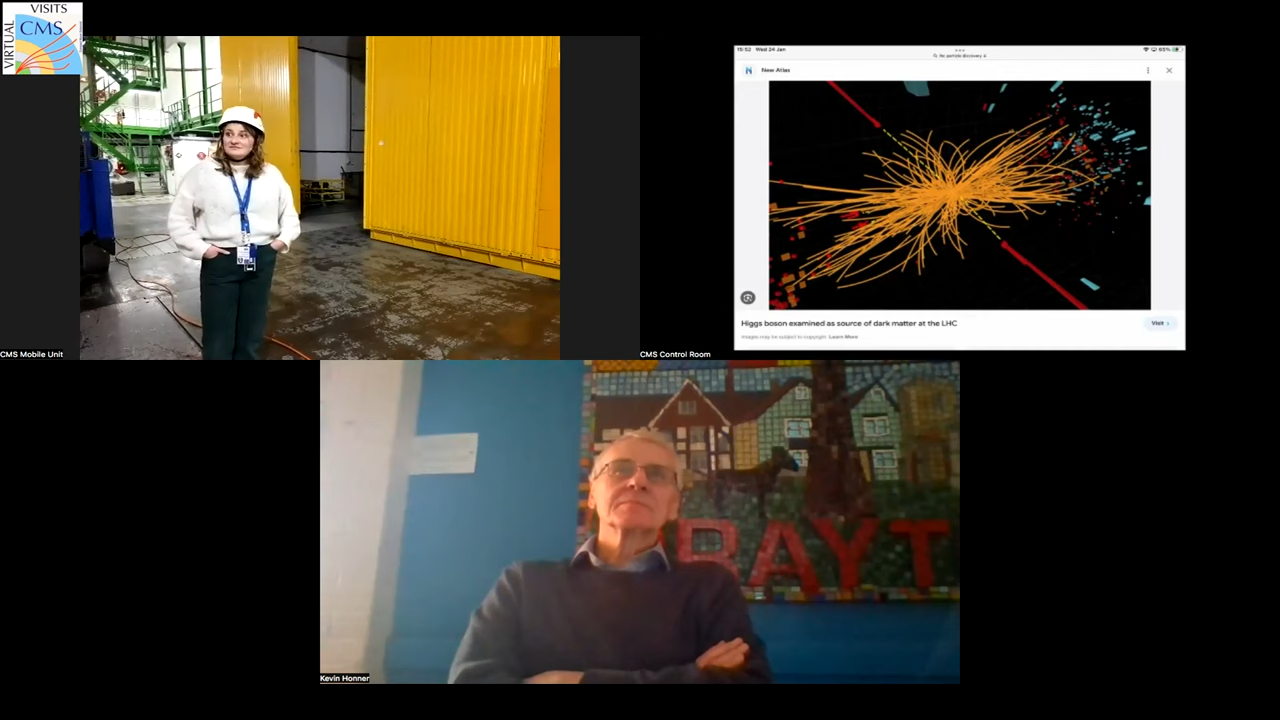 VISITS
CMS
VIRTUAL
CMS Mobile Unit
15:52 Wed 24 Jan
65%
New Atlas
Higgs boson examined as source of dark matter at the LHC
Visit
Images may be subject to copyright. Learn More
CMS Control Room
RAYT
Kevin Honner